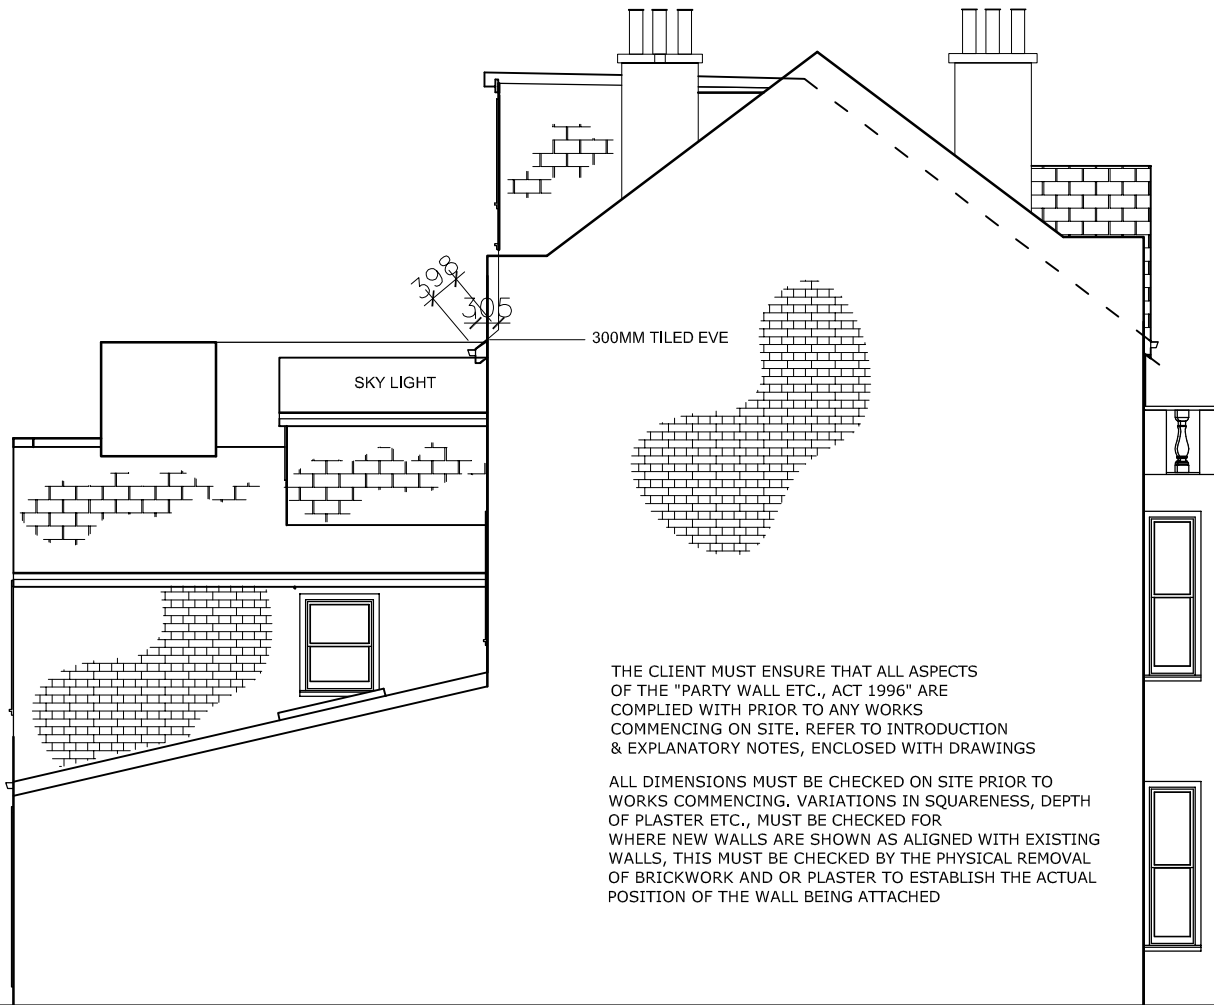 398
305
300MM TILED EVE
SKY LIGHT
THE CLIENT MUST ENSURE THAT ALL ASPECTS
OF THE "PARTY WALL ETC., ACT 1996" ARE
COMPLIED WITH PRIOR TO ANY WORKS
COMMENCING ON SITE. REFER TO INTRODUCTION
& EXPLANATORY NOTES, ENCLOSED WITH DRAWINGS
ALL DIMENSIONS MUST BE CHECKED ON SITE PRIOR TO
WORKS COMMENCING. VARIATIONS IN SQUARENESS, DEPTH
OF PLASTER ETC., MUST BE CHECKED FOR
WHERE NEW WALLS ARE SHOWN AS ALIGNED WITH EXISTING
WALLS, THIS MUST BE CHECKED BY THE PHYSICAL REMOVAL
OF BRICKWORK AND OR PLASTER TO ESTABLISH THE ACTUAL
POSITION OF THE WALL BEING ATTACHED